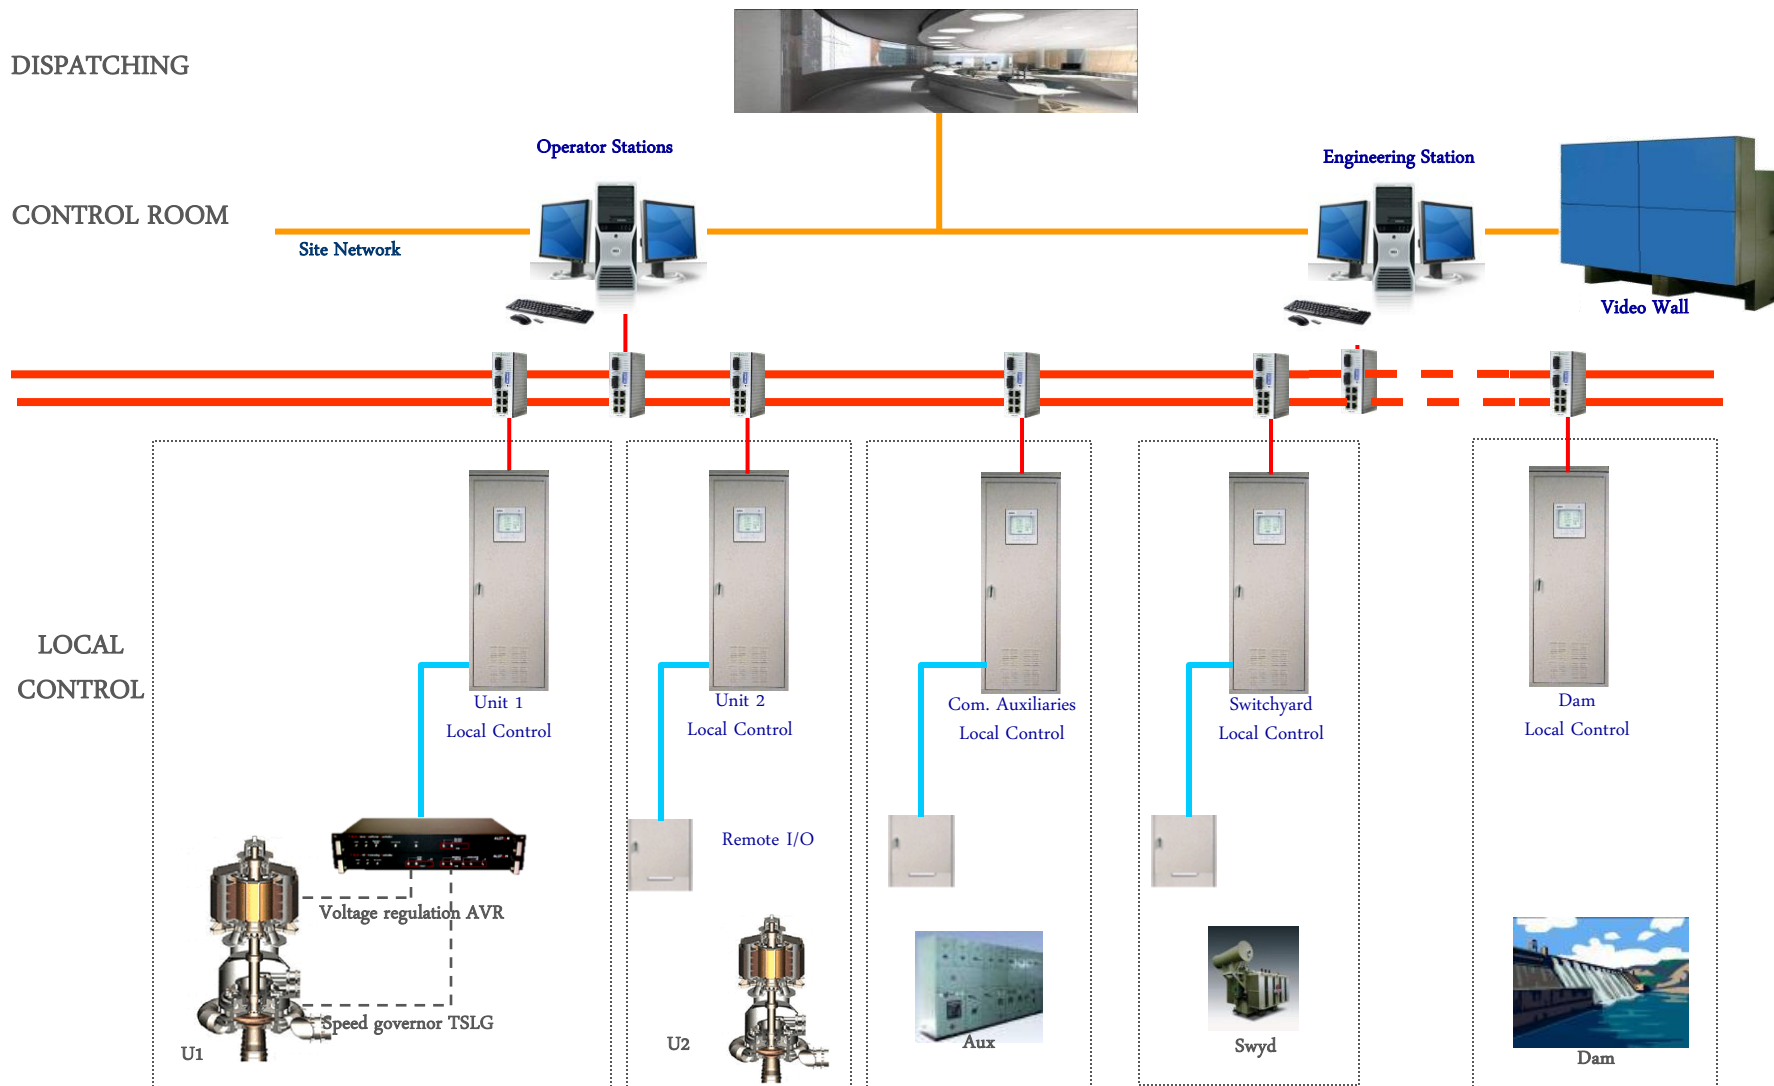 DISPATCHING
Operator Stations
Engineering Station
CONTROL ROOM
Site Network
Video Wall
LOCAL
CONTROL
Unit 1
Local Control
Unit 2
Local Control
Com. Auxiliaries
Local Control
Switchyard
Local Control
Dam
Local Control
Remote I/O
Voltage regulation AVR
Speed governor TSLG
U1
U2
Aux
Swyd
Dam